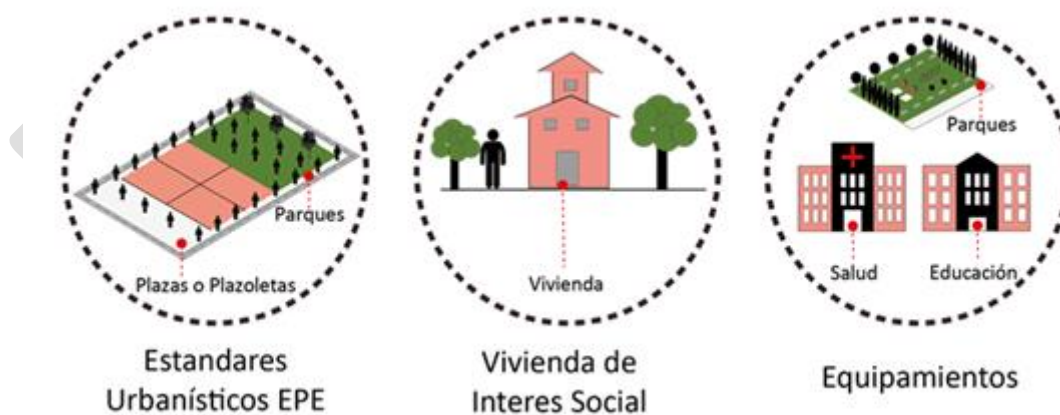 Parques
Plazas o Plazoletas
Estandares
Urbanísticos EPE
Vivienda
Vivienda de
Interes Social
Parques
Salud
Educación
Equipamientos